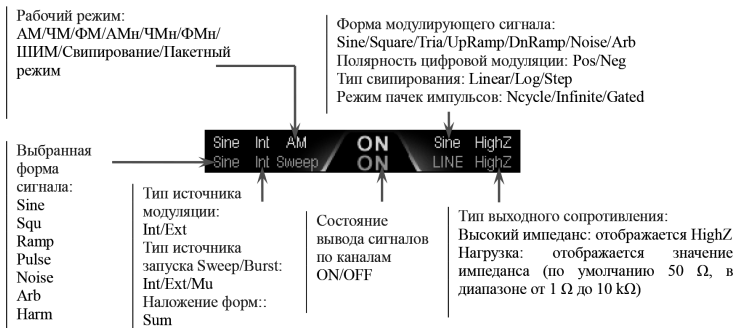 Рабочий режим:
АМ/ЧМ/ФМ/АМн/ЧМн/ФМн/
ШИМ/Свипирование/Пакетный
режим
Форма модулирующего сигнала:
Sine/Square/Tria/UpRamp/DnRamp/Noise/Arb
Полярность цифровой модуляции: Pos/Neg
Тип свипирования: Linear/Log/Step
Режим пачек импульсов: Ncycle/Infinite/Gated
Sine Int AM ON Sine HighZ
Sine Int Sweep ON LINE HighZ
Выбранная
форма
сигнала:
Sine
Squ
Ramp
Pulse
Noise
Arb
Harm
Тип источника
модуляции:
Int/Ext
Тип источника
запуска Sweep/Burst:
Int/Ext/Mu
Наложение форм::
Sum
Состояние
вывода сигналов
по каналам
ON/OFF
Тип выходного сопротивления:
Высокий импеданс: отображается HighZ
Нагрузка: отображается значение
импеданса (по умолчанию 50 Ω, в
диапазоне от 1 Ω до 10 kΩ)